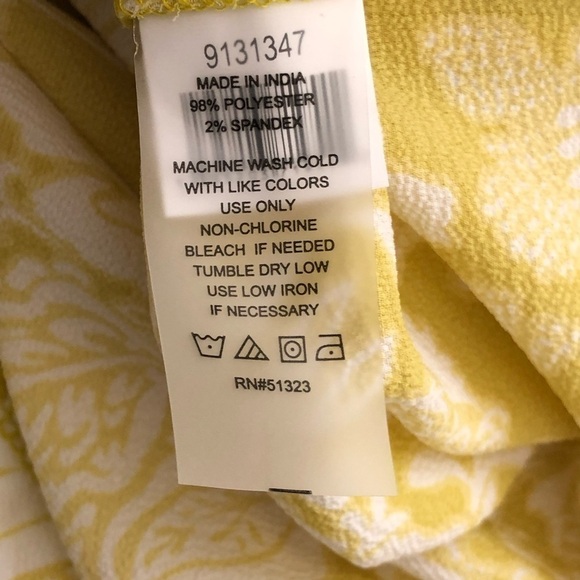 9131347
MADE IN INDIA
98% POLYESTER
2% SPANDEX
MACHINE WASH COLD
WITH LIKE COLORS
USE ONLY
NON-CHLORINE
BLEACH IF NEEDED
TUMBLE DRY LOW
USE LOW IRON
IF NECESSARY
RN#51323